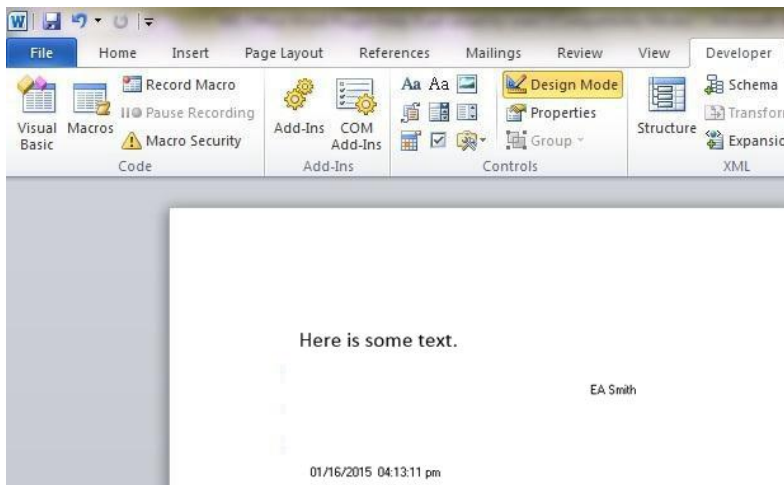 W
File Home Insert Page Layout References Mailings Review View Developer
Visual Basic
Macros
Record Macro
Pause Recording
Macro Security
Code
Add-Ins
COM Add-Ins
Add-Ins
Aa Aa
Design Mode
Properties
Group
Controls
Structure
Schema
Transfor
Expansio
XML
Here is some text.
EA Smith
01/16/2015 04:13:11 pm